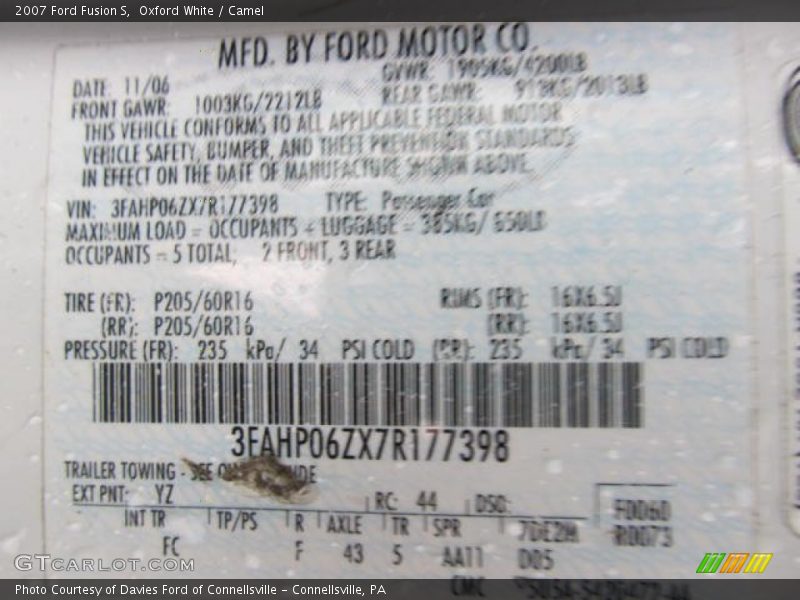 2007 Ford Fusion S, Oxford White / Camel
MFD. BY FORD MOTOR CO.
DATE: 11/06 GVWR: 1905KG/4200LB
FRONT GAWR: 1003KG/2212LB REAR GAWR: 913KG/2013LB
THIS VEHICLE CONFORMS TO ALL APPLICABLE FEDERAL MOTOR
VEHICLE SAFETY, BUMPER, AND THEFT PREVENTION STANDARDS
IN EFFECT ON THE DATE OF MANUFACTURE SHOWN ABOVE.
VIN: 3FAHP06ZX7R177398 TYPE: Passenger Car
MAXIMUM LOAD = OCCUPANTS + LUGGAGE = 385KG/ 850LB
OCCUPANTS = 5 TOTAL, 2 FRONT, 3 REAR
TIRE (FR): P205/60R16 RIMS (FR): 16X6.5J
(RR): P205/60R16 (RR): 16X6.5J
PRESSURE (FR): 235 kPa/ 34 PSI COLD (RR): 235 kPa/ 34 PSI COLD
3FAHP06ZX7R177398
TRAILER TOWING - SEE
EXT PNT: YZ RC: 44 DSO: F0060
INT TR TP/PS R AXLE TR SPR 7DE2M R0073
FC F 43 5 AA11 D05
GTCarLot.com
Photo Courtesy of Davies Ford of Connellsville - Connellsville, PA